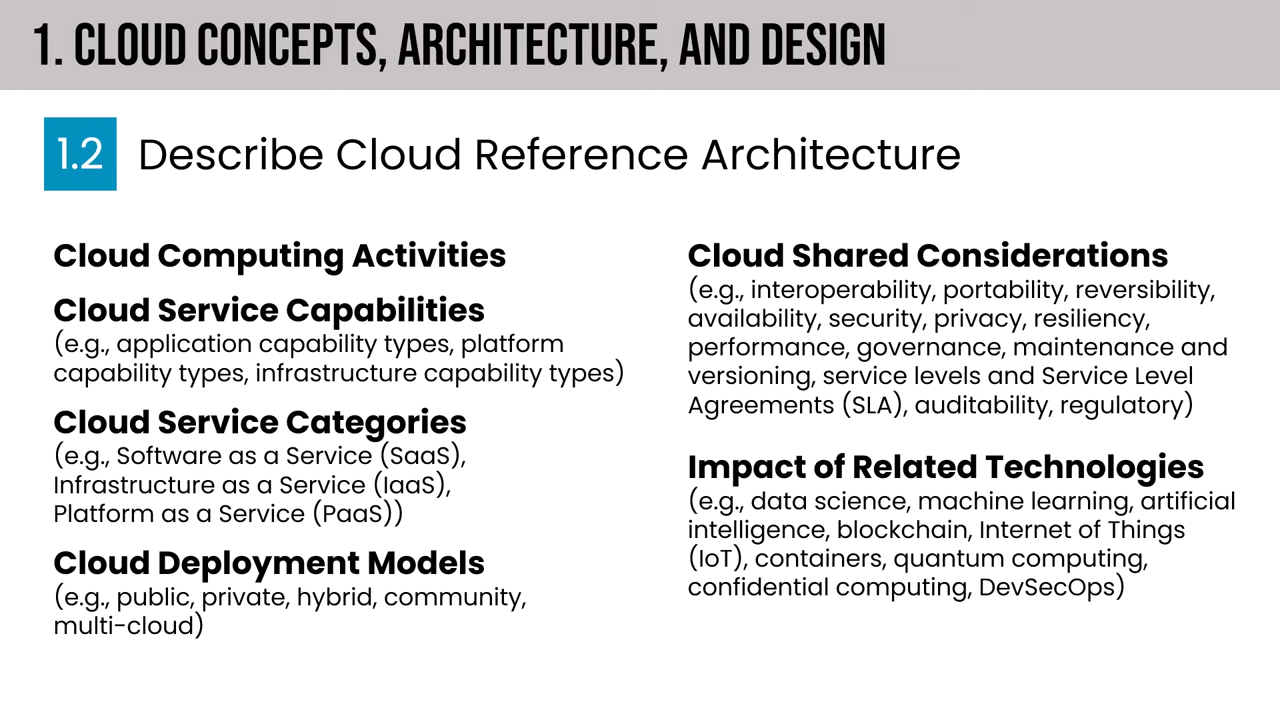 1. CLOUD CONCEPTS, ARCHITECTURE, AND DESIGN
1.2 Describe Cloud Reference Architecture
Cloud Computing Activities
Cloud Service Capabilities
(e.g., application capability types, platform
capability types, infrastructure capability types)
Cloud Service Categories
(e.g., Software as a Service (SaaS),
Infrastructure as a Service (IaaS),
Platform as a Service (PaaS))
Cloud Deployment Models
(e.g., public, private, hybrid, community,
multi-cloud)
Cloud Shared Considerations
(e.g., interoperability, portability, reversibility,
availability, security, privacy, resiliency,
performance, governance, maintenance and
versioning, service levels and Service Level
Agreements (SLA), auditability, regulatory)
Impact of Related Technologies
(e.g., data science, machine learning, artificial
intelligence, blockchain, Internet of Things
(IoT), containers, quantum computing,
confidential computing, DevSecOps)